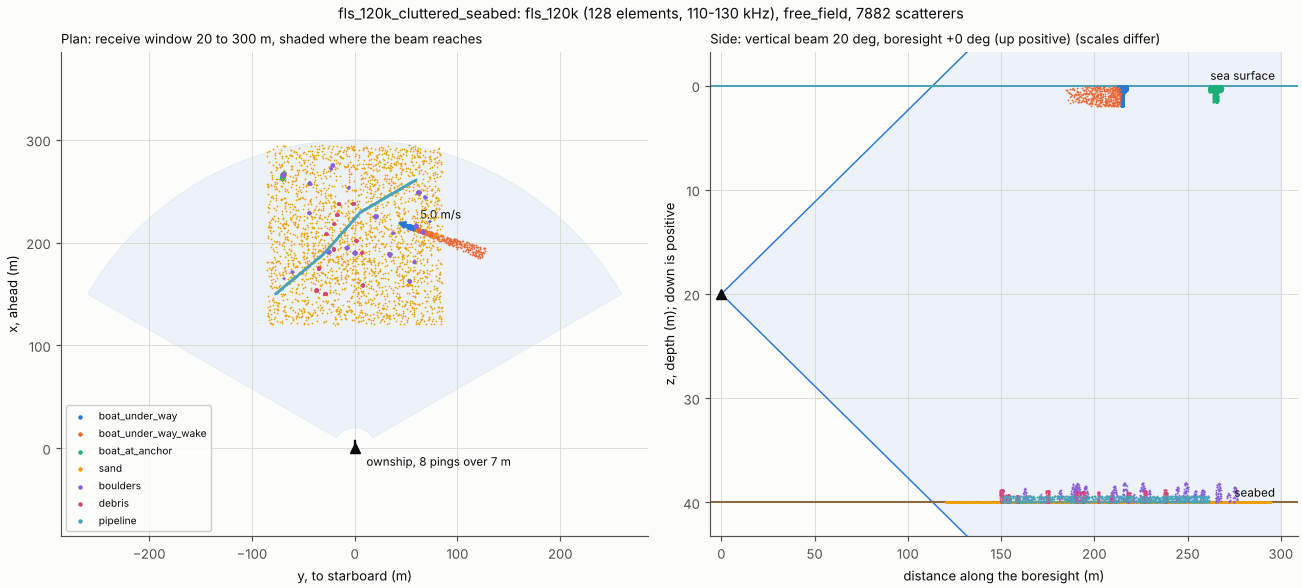 fls_120k_cluttered_seabed: fls_120k (128 elements, 110-130 kHz), free_field, 7882 scatterers
Plan: receive window 20 to 300 m, shaded where the beam reaches
300
200
100
0
x, ahead (m)
5.0 m/s
ownship, 8 pings over 7 m
boat_under_way
boat_under_way_wake
boat_at_anchor
sand
boulders
debris
pipeline
−200
−100
0
100
200
y, to starboard (m)
Side: vertical beam 20 deg, boresight +0 deg (up positive) (scales differ)
0
10
20
30
40
z, depth (m); down is positive
sea surface
seabed
0
50
100
150
200
250
300
distance along the boresight (m)